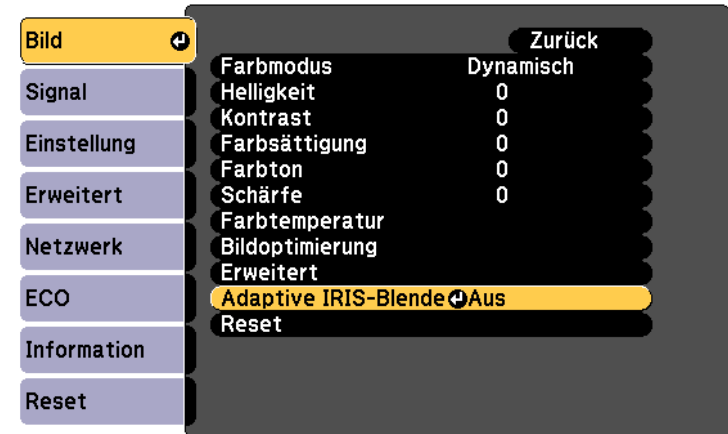 Bild
Signal
Einstellung
Erweitert
Netzwerk
ECO
Information
Reset
Zurück
Farbmodus Dynamisch
Helligkeit 0
Kontrast 0
Farbsättigung 0
Farbton 0
Schärfe 0
Farbtemperatur
Bildoptimierung
Erweitert
Adaptive IRIS-Blende Aus
Reset